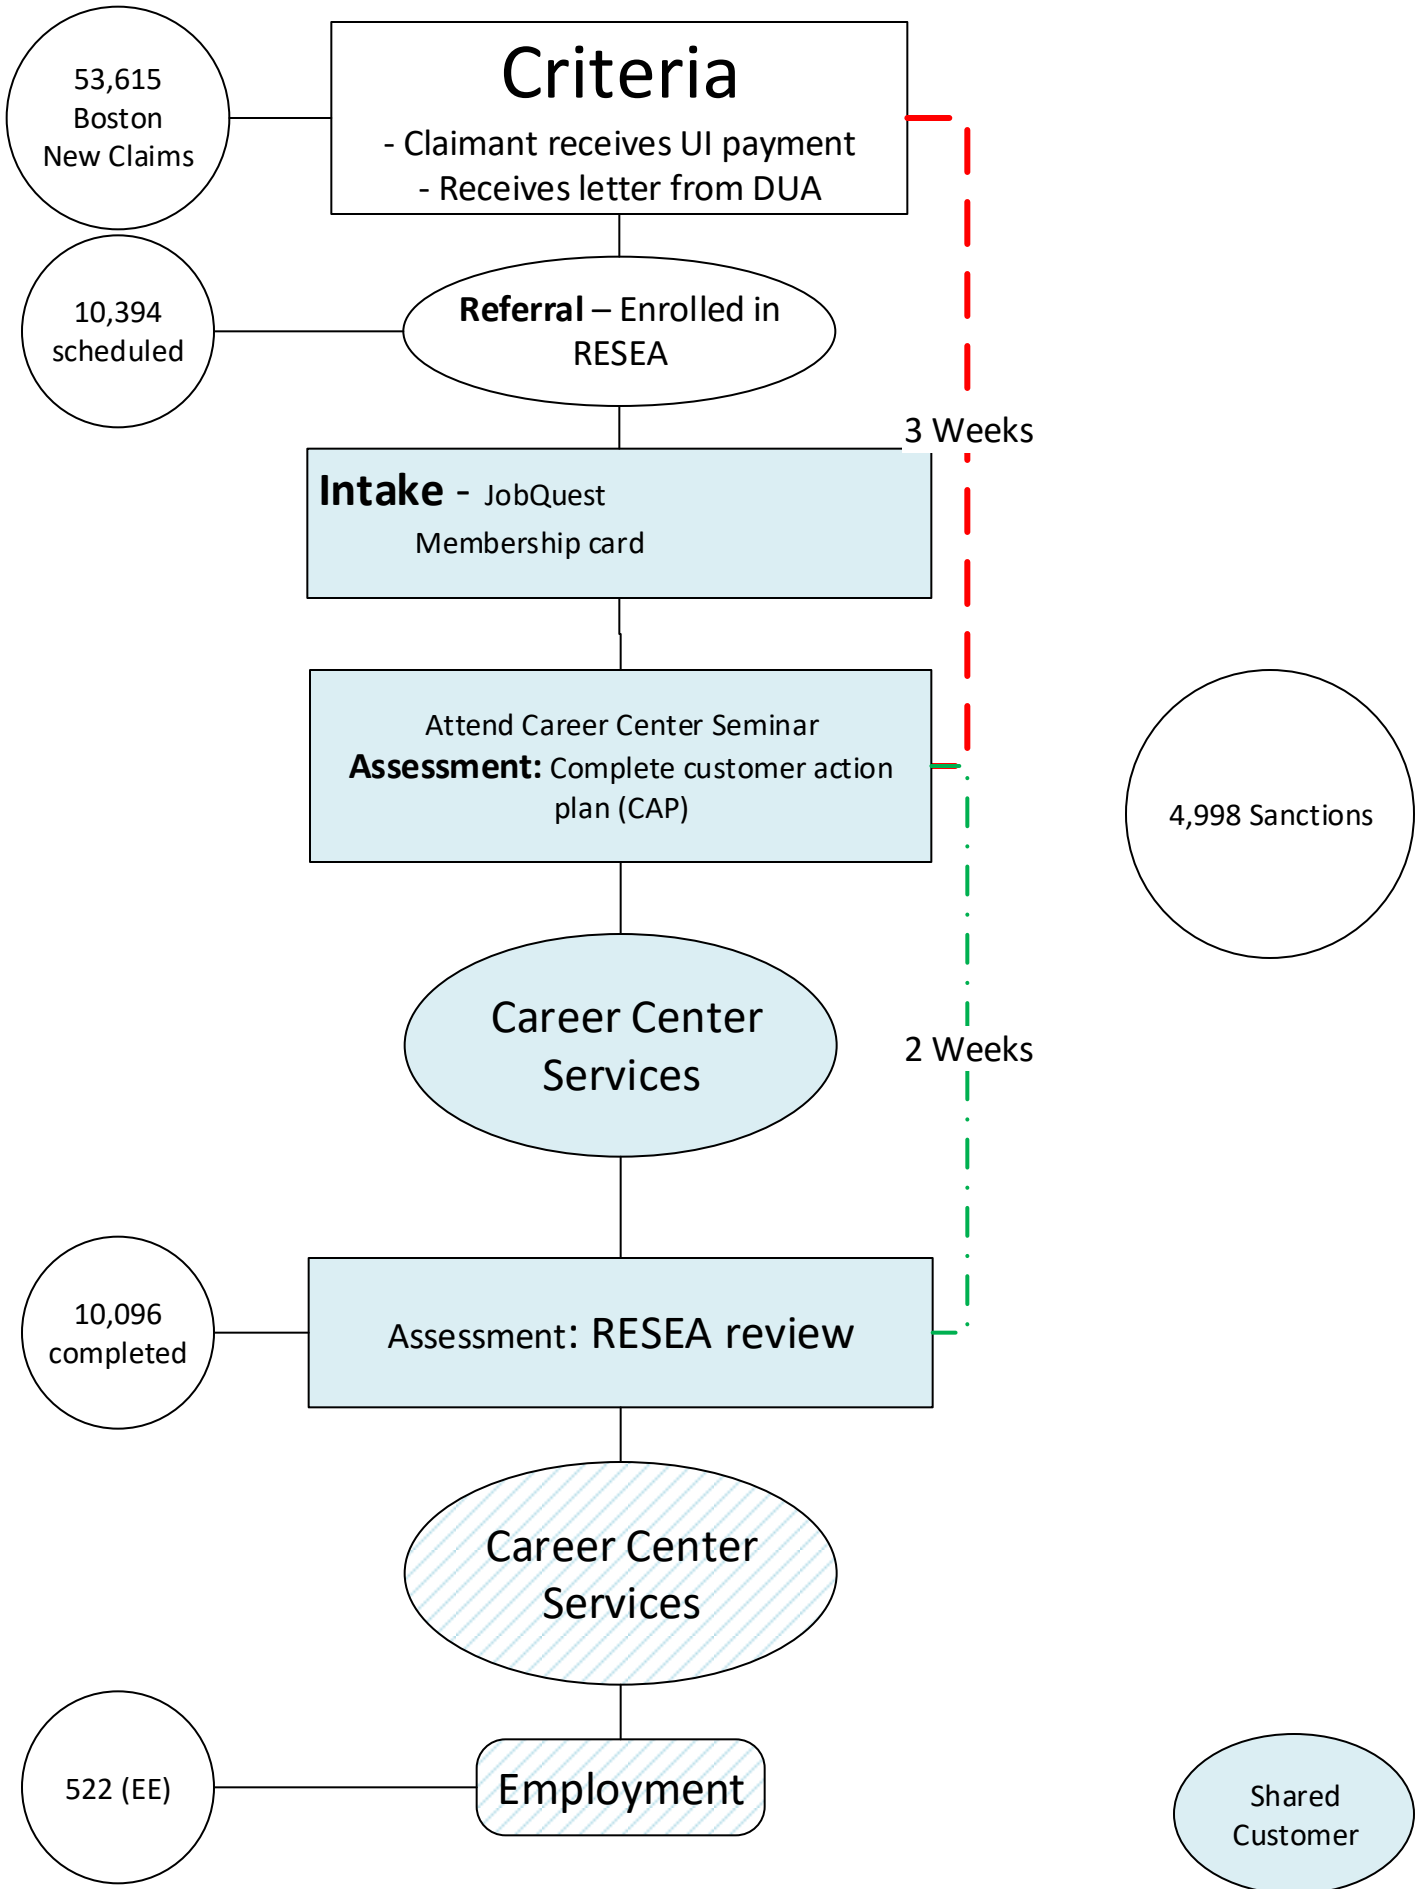 53,615
Boston
New Claims
Criteria
- Claimant receives UI payment
- Receives letter from DUA
10,394
scheduled
Referral – Enrolled in
RESEA
3 Weeks
Intake - JobQuest
Membership card
Attend Career Center Seminar
Assessment: Complete customer action
plan (CAP)
4,998 Sanctions
Career Center
Services
2 Weeks
10,096
completed
Assessment: RESEA review
Career Center
Services
522 (EE)
Employment
Shared
Customer